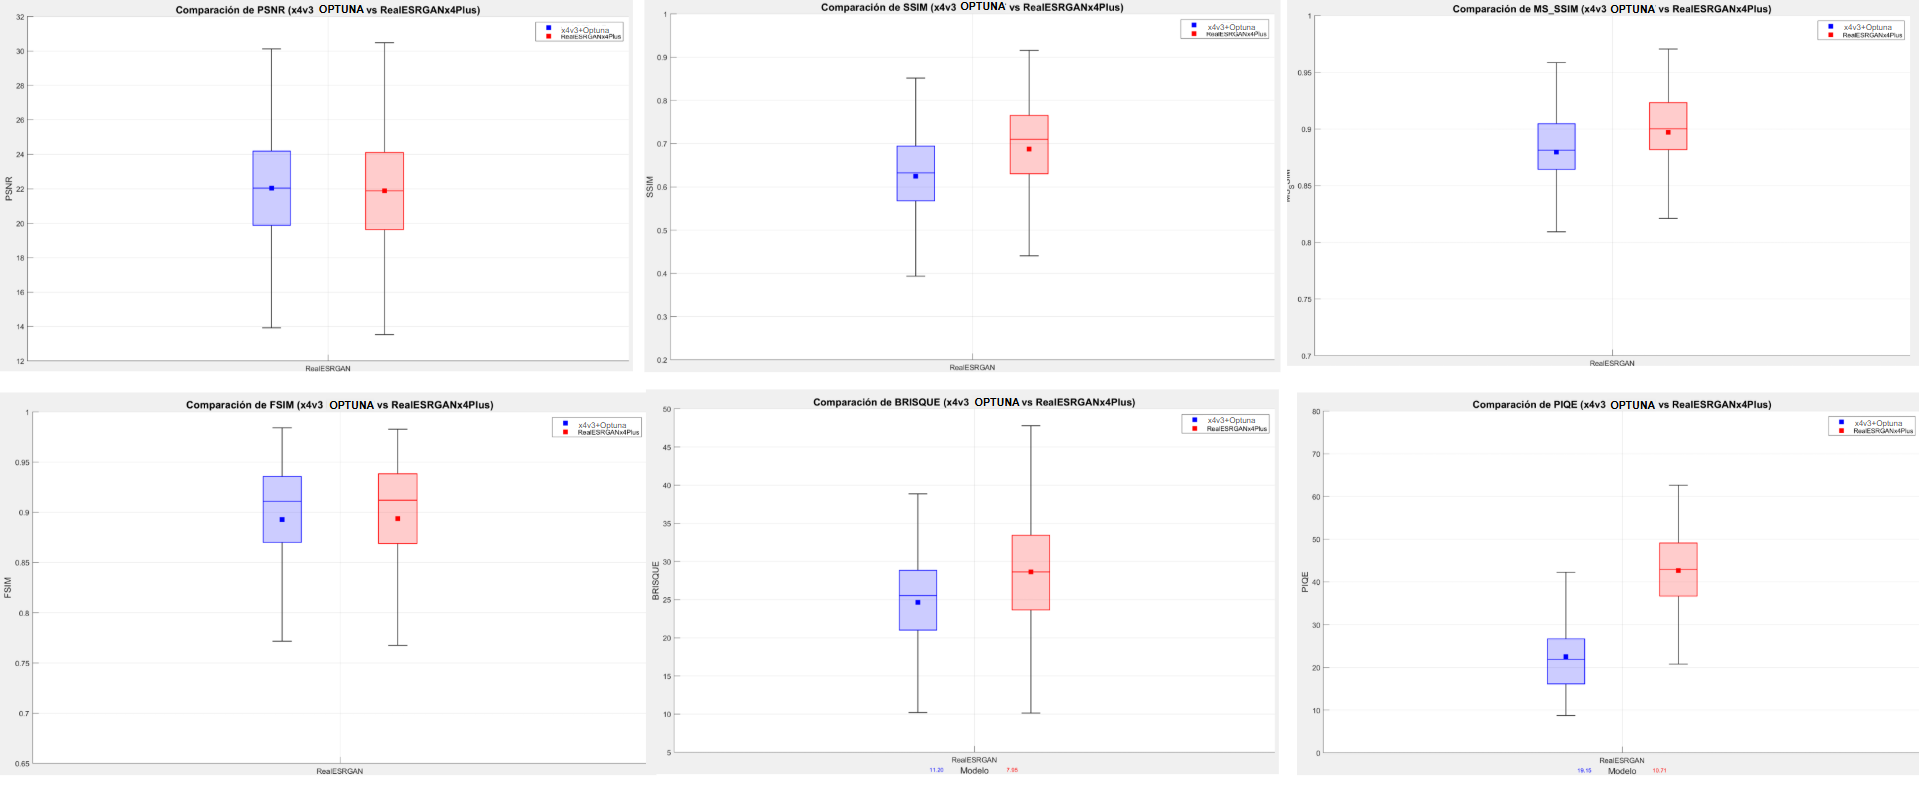 Comparación de PSNR (x4v3 OPTUNA vs RealESRGANx4Plus)
x4v3+Optuna
RealESRGANx4Plus
32
30
28
26
24
22
20
18
16
14
12
PSNR
RealESRGAN
Comparación de SSIM (x4v3 OPTUNA vs RealESRGANx4Plus)
x4v3+Optuna
RealESRGANx4Plus
1
0.9
0.8
0.7
0.6
0.5
0.4
0.3
0.2
SSIM
RealESRGAN
Comparación de MS_SSIM (x4v3 OPTUNA vs RealESRGANx4Plus)
x4v3+Optuna
RealESRGANx4Plus
1
0.95
0.9
0.85
0.8
0.75
0.7
RealESRGAN
Comparación de FSIM (x4v3 OPTUNA vs RealESRGANx4Plus)
x4v3+Optuna
RealESRGANx4Plus
1
0.95
0.9
0.85
0.8
0.75
0.7
0.65
FSIM
RealESRGAN
Comparación de BRISQUE (x4v3 OPTUNA vs RealESRGANx4Plus)
x4v3+Optuna
RealESRGANx4Plus
50
45
40
35
30
25
20
15
10
5
BRISQUE
RealESRGAN
11.20 Modelo
Comparación de PIQE (x4v3 OPTUNA vs RealESRGANx4Plus)
x4v3+Optuna
RealESRGANx4Plus
80
70
60
50
40
30
20
10
0
PIQE
RealESRGAN
19.15 Modelo 10.71